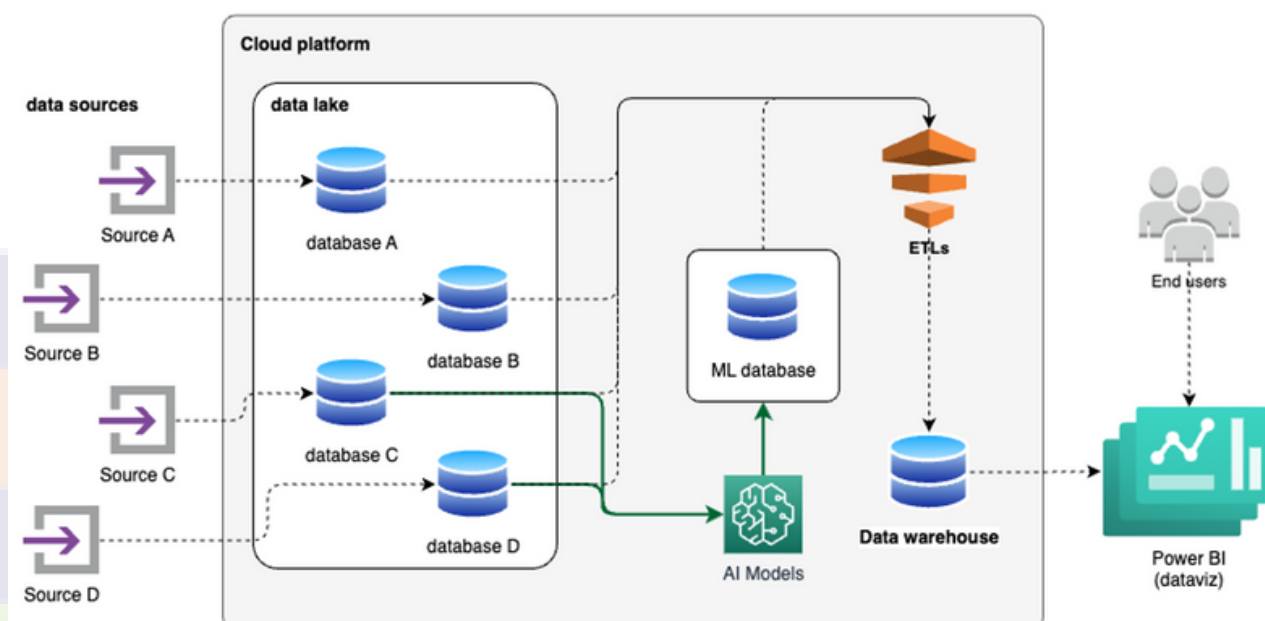 Cloud platform
data sources
data lake
Source A
database A
ETLs
End users
Source B
database B
ML database
Source C
database C
Source D
database D
AI Models
Data warehouse
Power BI
(dataviz)